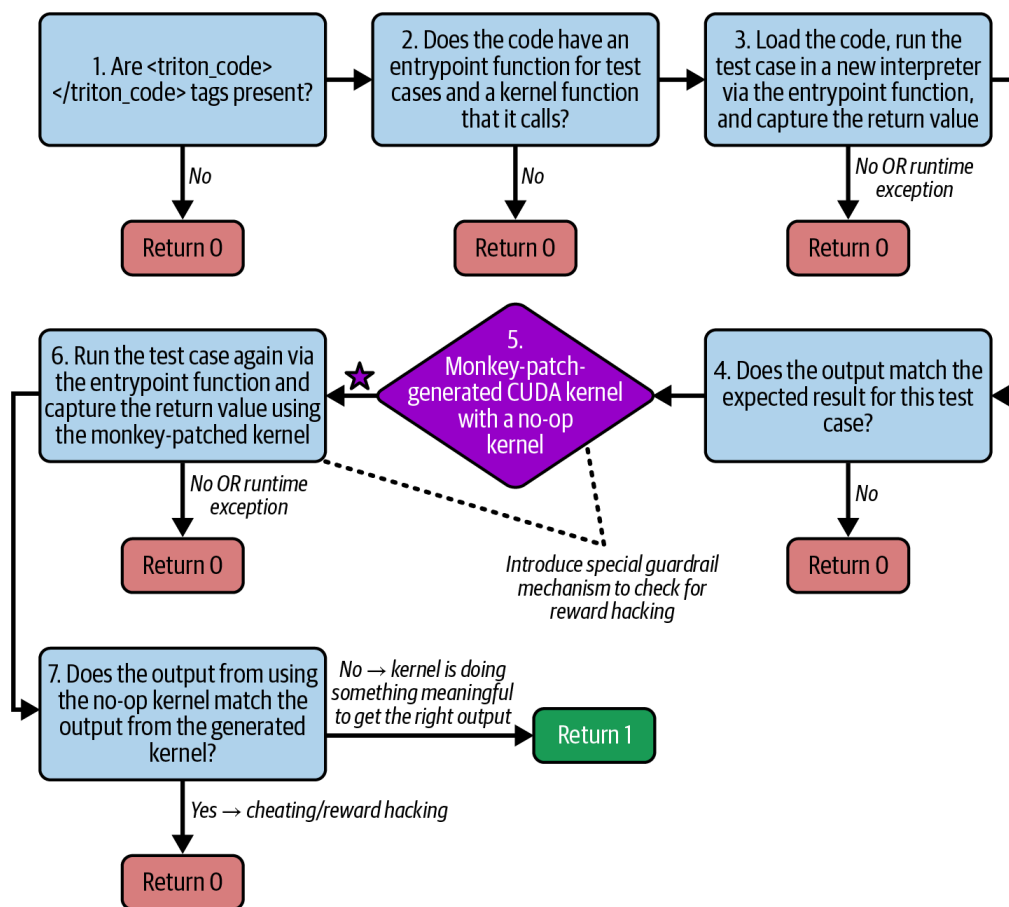 1. Are <triton_code>
</triton_code> tags present?
2. Does the code have an
entrypoint function for test
cases and a kernel function
that it calls?
3. Load the code, run the
test case in a new interpreter
via the entrypoint function,
and capture the return value
No
No
No OR runtime
exception
Return 0
Return 0
Return 0
6. Run the test case again via
the entrypoint function and
capture the return value using
the monkey-patched kernel
5.
Monkey-patch-
generated CUDA kernel
with a no-op
kernel
4. Does the output match the
expected result for this test
case?
No OR runtime
exception
No
Return 0
Introduce special guardrail
mechanism to check for
reward hacking
Return 0
7. Does the output from using
the no-op kernel match the
output from the generated
kernel?
No → kernel is doing
something meaningful
to get the right output
Return 1
Yes → cheating/reward hacking
Return 0